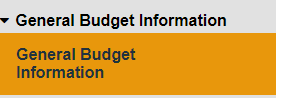 General Budget Information
General Budget
Information